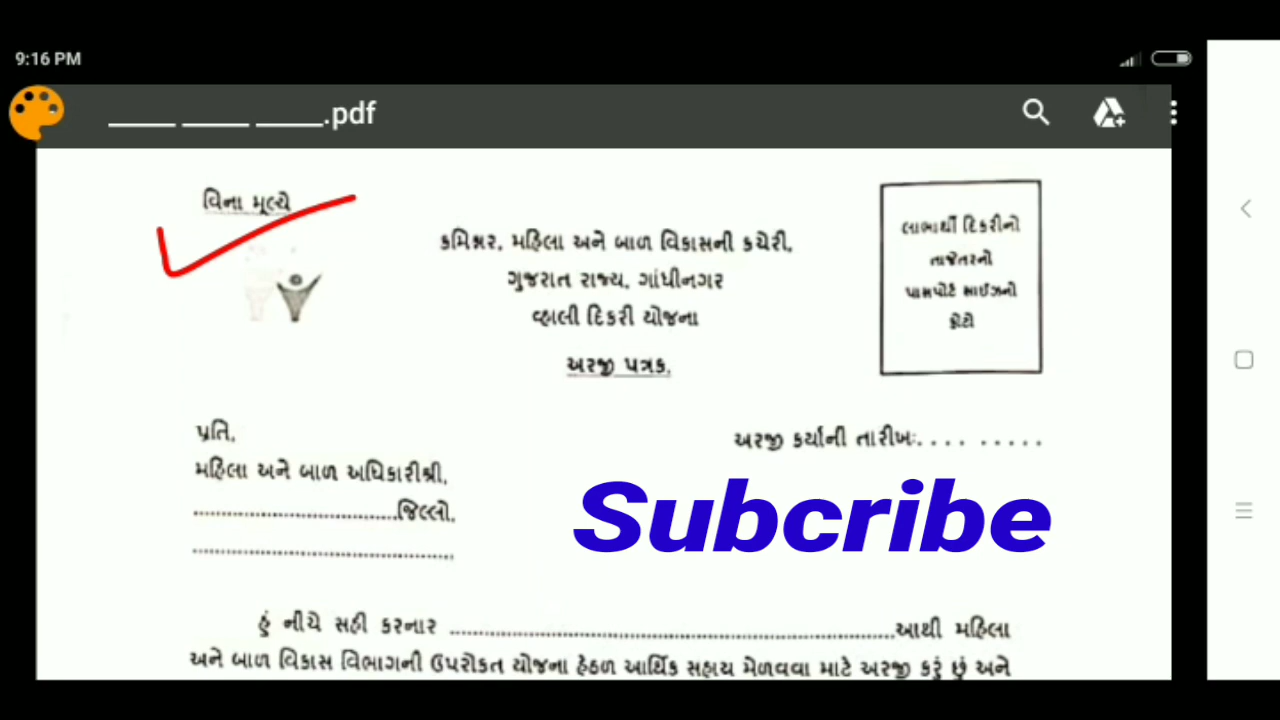 9:16 PM
_____ _____ _____.pdf
વિના મૂલ્યે
કમિશ્નર, મહિલા અને બાળ વિકાસની કચેરી,
ગુજરાત રાજ્ય, ગાંધીનગર
વ્હાલી દિકરી યોજના
અરજી પત્રક.
લાભાર્થી દિકરીનો
તાજેતરનો
પાસપોર્ટ સાઈઝનો
ફોટો
પ્રતિ,
અરજી કર્યાની તારીખઃ.... .....
મહિલા અને બાળ અધિકારીશ્રી,
..................................જિલ્લો.
...........................................
Subcribe
હું નીચે સહી કરનાર ..........................................................................આથી મહિલા
અને બાળ વિકાસ વિભાગની ઉપરોકત યોજના હેઠળ આર્થિક સહાય મેળવવા માટે અરજી કરું છું અને